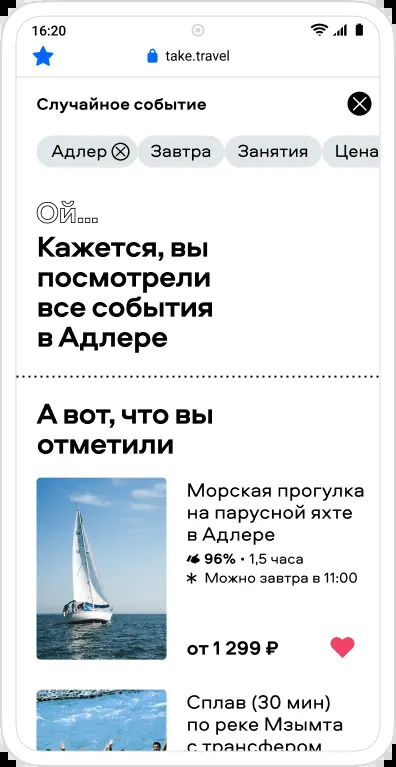 16:20
take.travel
Случайное событие
Адлер
Завтра
Занятия
Цена
Ой...
Кажется, вы
посмотрели
все события
в Адлере
А вот, что вы
отметили
Морская прогулка
на парусной яхте
в Адлере
96% • 1,5 часа
Можно завтра в 11:00
от 1 299 ₽
Сплав (30 мин)
по реке Мзымта
с трансфером